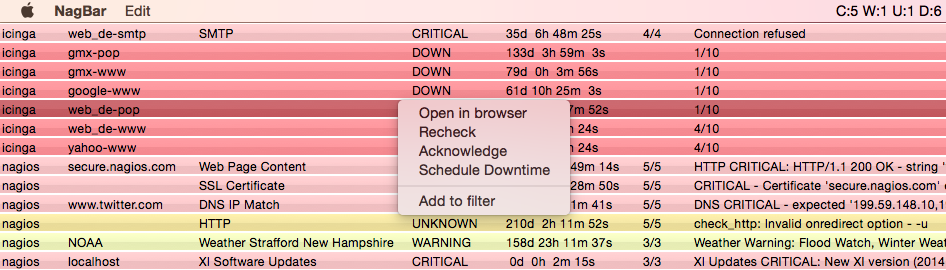 NagBar Edit C:5 W:1 U:1 D:6
icinga web_de-smtp SMTP CRITICAL 35d 6h 48m 25s 4/4 Connection refused
icinga gmx-pop DOWN 133d 3h 59m 3s 1/10
icinga gmx-www DOWN 79d 0h 3m 56s 1/10
icinga google-www DOWN 61d 10h 25m 3s 1/10
icinga web_de-pop 7m 52s 1/10
icinga web_de-www 24s 4/10
icinga yahoo-www 24s 4/10
nagios secure.nagios.com Web Page Content 49m 14s 5/5 HTTP CRITICAL: HTTP/1.1 200 OK - string '
SSL Certificate 28m 50s 5/5 CRITICAL - Certificate 'secure.nagios.com
nagios www.twitter.com DNS IP Match 1m 41s 5/5 DNS CRITICAL - expected '199.59.148.10,1
nagios HTTP UNKNOWN 210d 2h 11m 52s 5/5 check_http: Invalid onredirect option - -u
nagios NOAA Weather Strafford New Hampshire WARNING 158d 23h 11m 37s 3/3 Weather Warning: Flood Watch, Winter Weat
nagios localhost XI Software Updates CRITICAL 0d 0h 2m 15s 3/3 XI Updates CRITICAL: New XI version (2014
Open in browser
Recheck
Acknowledge
Schedule Downtime
Add to filter